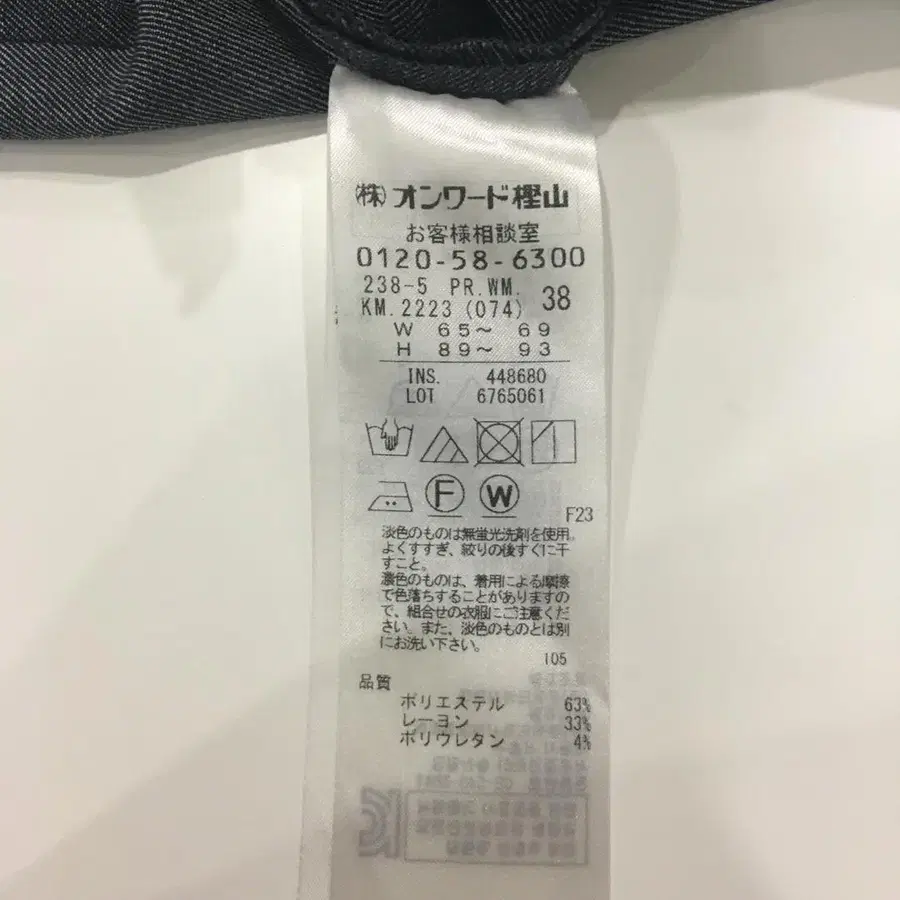 ㈱オンワード樫山
お客様相談室
0120-58-6300
238-5 PR.WM.
KM.2223 (074) 38
W 65～ 69
H 89～ 93
INS. 448680
LOT 6765061
F W
F23
淡色のものは無蛍光洗剤を使用。
よくすすぎ、絞りの後すぐに干
すこと。
濃色のものは、着用による摩擦
で色落ちすることがありますの
で、組合せの衣服にご注意くだ
さい。また、淡色のものとは別
にお洗い下さい。
105
品質
ポリエステル 63%
レーヨン 33%
ポリウレタン 4%